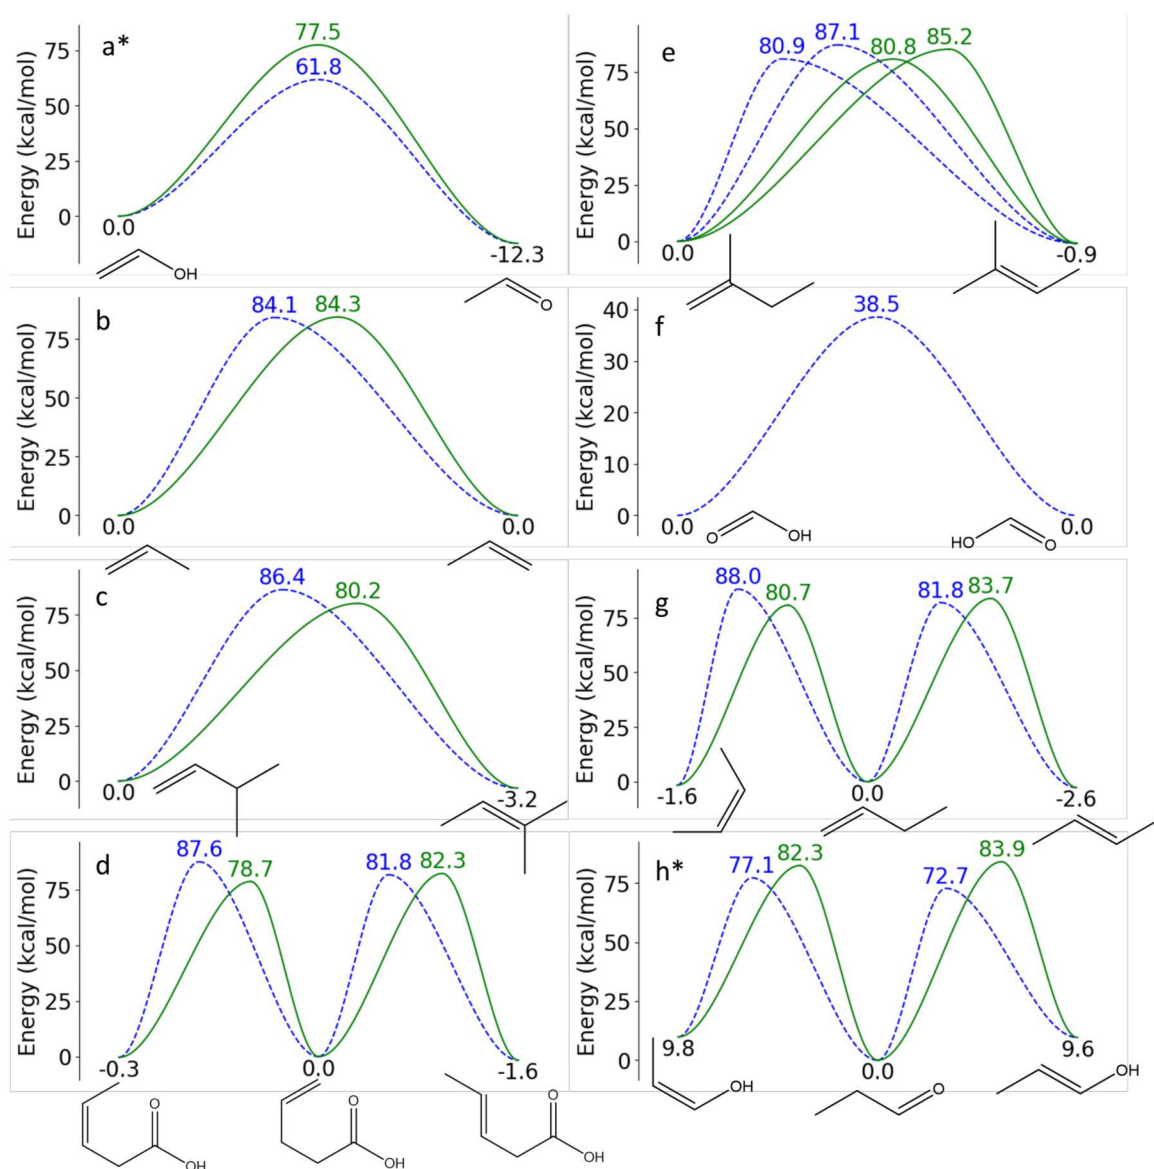 a*
77.5
61.8
75
50
25
0
Energy (kcal/mol)
0.0
-12.3
OH
O
e
80.9
87.1
80.8
85.2
75
50
25
0
Energy (kcal/mol)
0.0
-0.9
b
84.1
84.3
75
50
25
0
Energy (kcal/mol)
0.0
0.0
f
38.5
40
30
20
10
0
Energy (kcal/mol)
0.0
0.0
O
OH
HO
O
c
86.4
80.2
75
50
25
0
Energy (kcal/mol)
0.0
-3.2
g
88.0
80.7
81.8
83.7
75
50
25
0
Energy (kcal/mol)
-1.6
0.0
-2.6
d
87.6
78.7
81.8
82.3
75
50
25
0
Energy (kcal/mol)
-0.3
0.0
-1.6
O
OH
O
OH
O
OH
h*
77.1
82.3
72.7
83.9
75
50
25
0
Energy (kcal/mol)
9.8
0.0
9.6
OH
O
OH